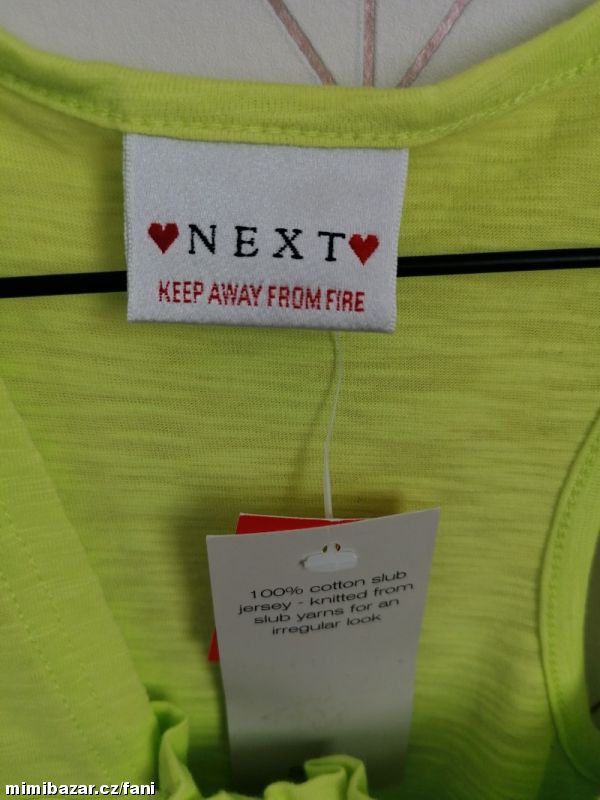 ♥NEXT♥
KEEP AWAY FROM FIRE
100% cotton slub
jersey - knitted from
slub yarns for an
irregular look
mimibazar.cz/fani